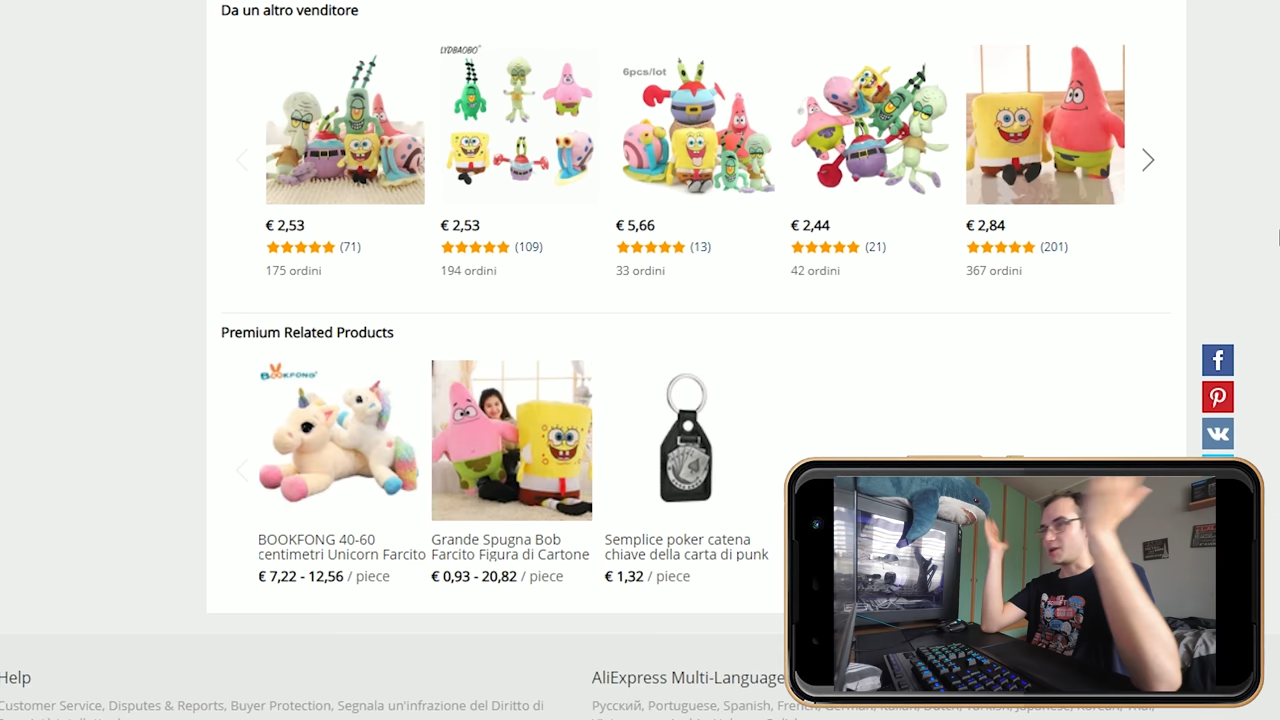 Da un altro venditore
LYDBAOBO
6pcs/lot
€ 2,53
€ 2,53
€ 5,66
€ 2,44
€ 2,84
(71)
(109)
(13)
(21)
(201)
175 ordini
194 ordini
33 ordini
42 ordini
367 ordini
Premium Related Products
BOOKFONG
BOOKFONG 40-60
centimetri Unicorn Farcito
€ 7,22 - 12,56 / piece
Grande Spugna Bob
Farcito Figura di Cartone
€ 0,93 - 20,82 / piece
Semplice poker catena
chiave della carta di punk
€ 1,32 / piece
Help
Customer Service, Disputes & Reports, Buyer Protection, Segnala un'infrazione del Diritto di
AliExpress Multi-Language
Русский, Portuguese, Spanish, French, German, Italian, Dutch, Turkish, Japanese, Korean, Thai,